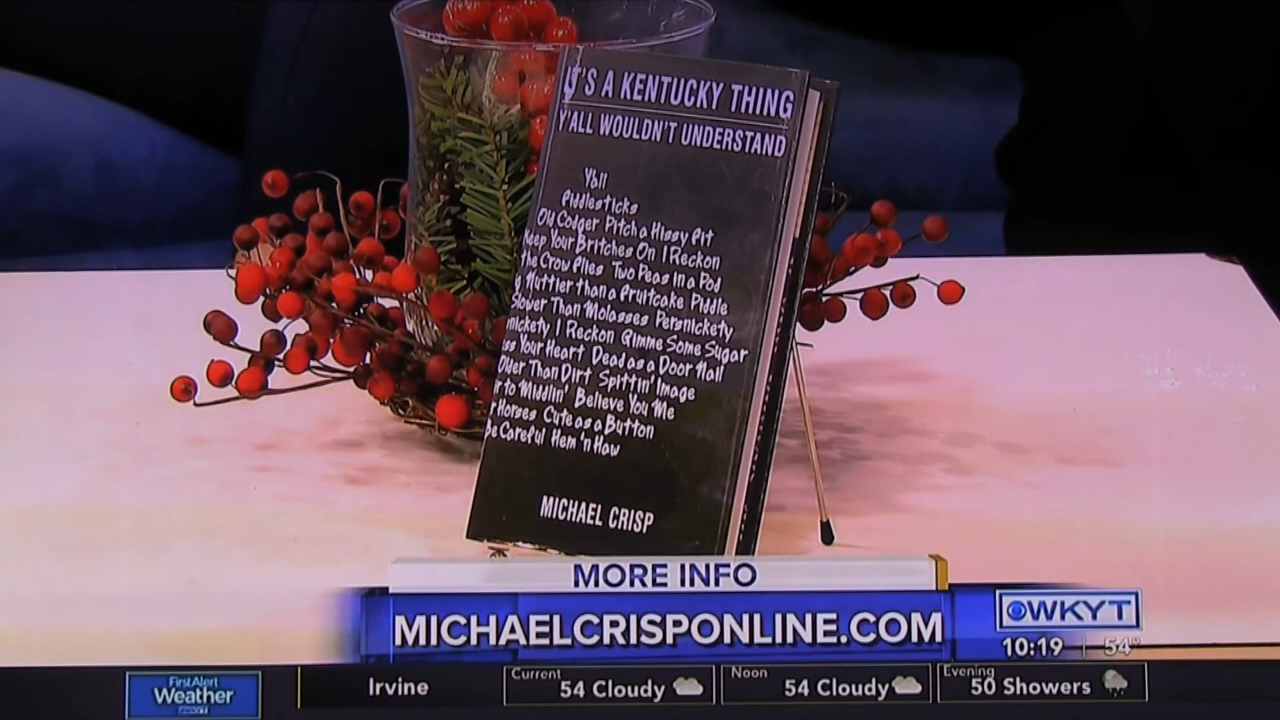 IT'S A KENTUCKY THING
Y'ALL WOULDN'T UNDERSTAND
Y'all
Piddlesticks
Old Codger Pitch a Hissy Fit
Keep Your Britches On I Reckon
the Crow Flies Two Peas in a Pod
Nuttier than a Fruitcake Piddle
Slower Than Molasses Persnickety
I Reckon Gimme Some Sugar
Your Heart Dead as a Door Nail
Older Than Dirt Spittin' Image
to Middlin' Believe You Me
Horses Cute as a Button
Be Careful Hem 'n Haw
MICHAEL CRISP
MORE INFO
MICHAELCRISPONLINE.COM
WKYT
10:19 54°
First Alert
Weather
Irvine
Current
54 Cloudy
Noon
54 Cloudy
Evening
50 Showers